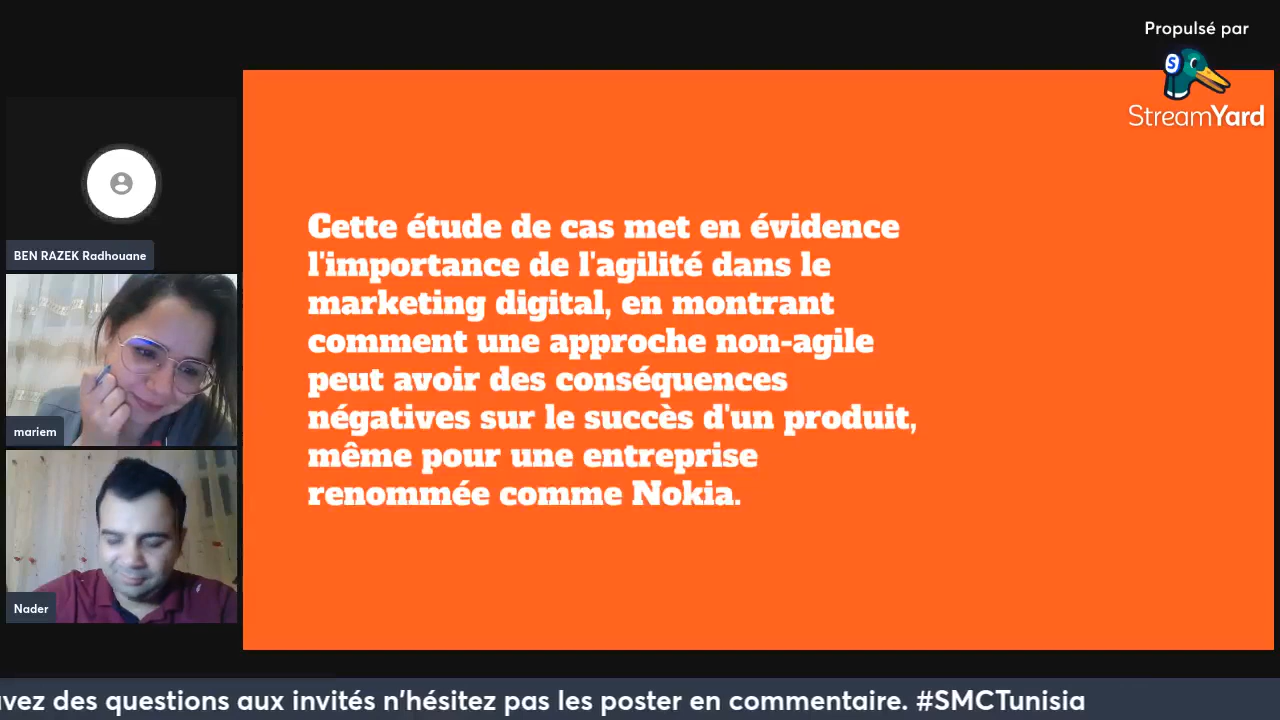 Propulsé par
StreamYard
BEN RAZEK Radhouane
mariem
Nader
Cette étude de cas met en évidence
l'importance de l'agilité dans le
marketing digital, en montrant
comment une approche non-agile
peut avoir des conséquences
négatives sur le succès d'un produit,
même pour une entreprise
renommée comme Nokia.
des questions aux invités n'hésitez pas les poster en commentaire. #SMCTunisia